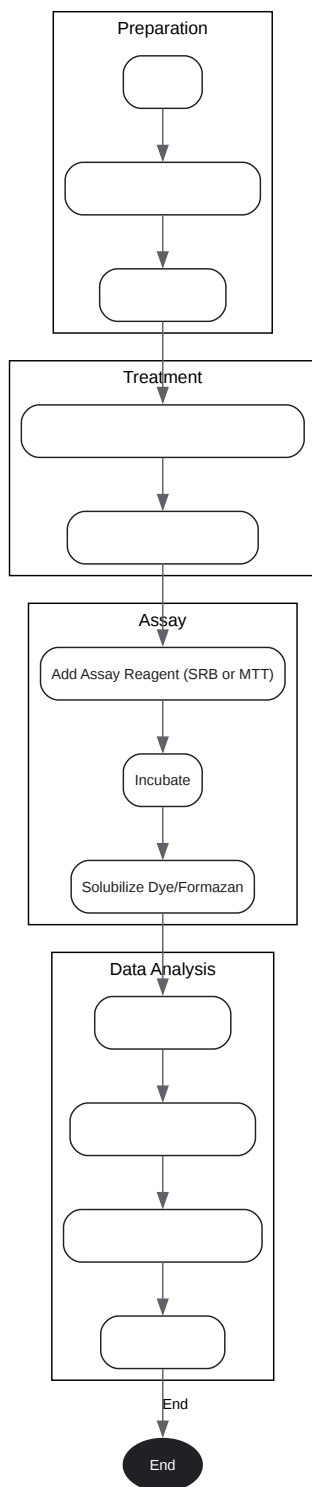 Preparation
Treatment
Assay
Add Assay Reagent (SRB or MTT)
Incubate
Solubilize Dye/Formazan
Data Analysis
End
End